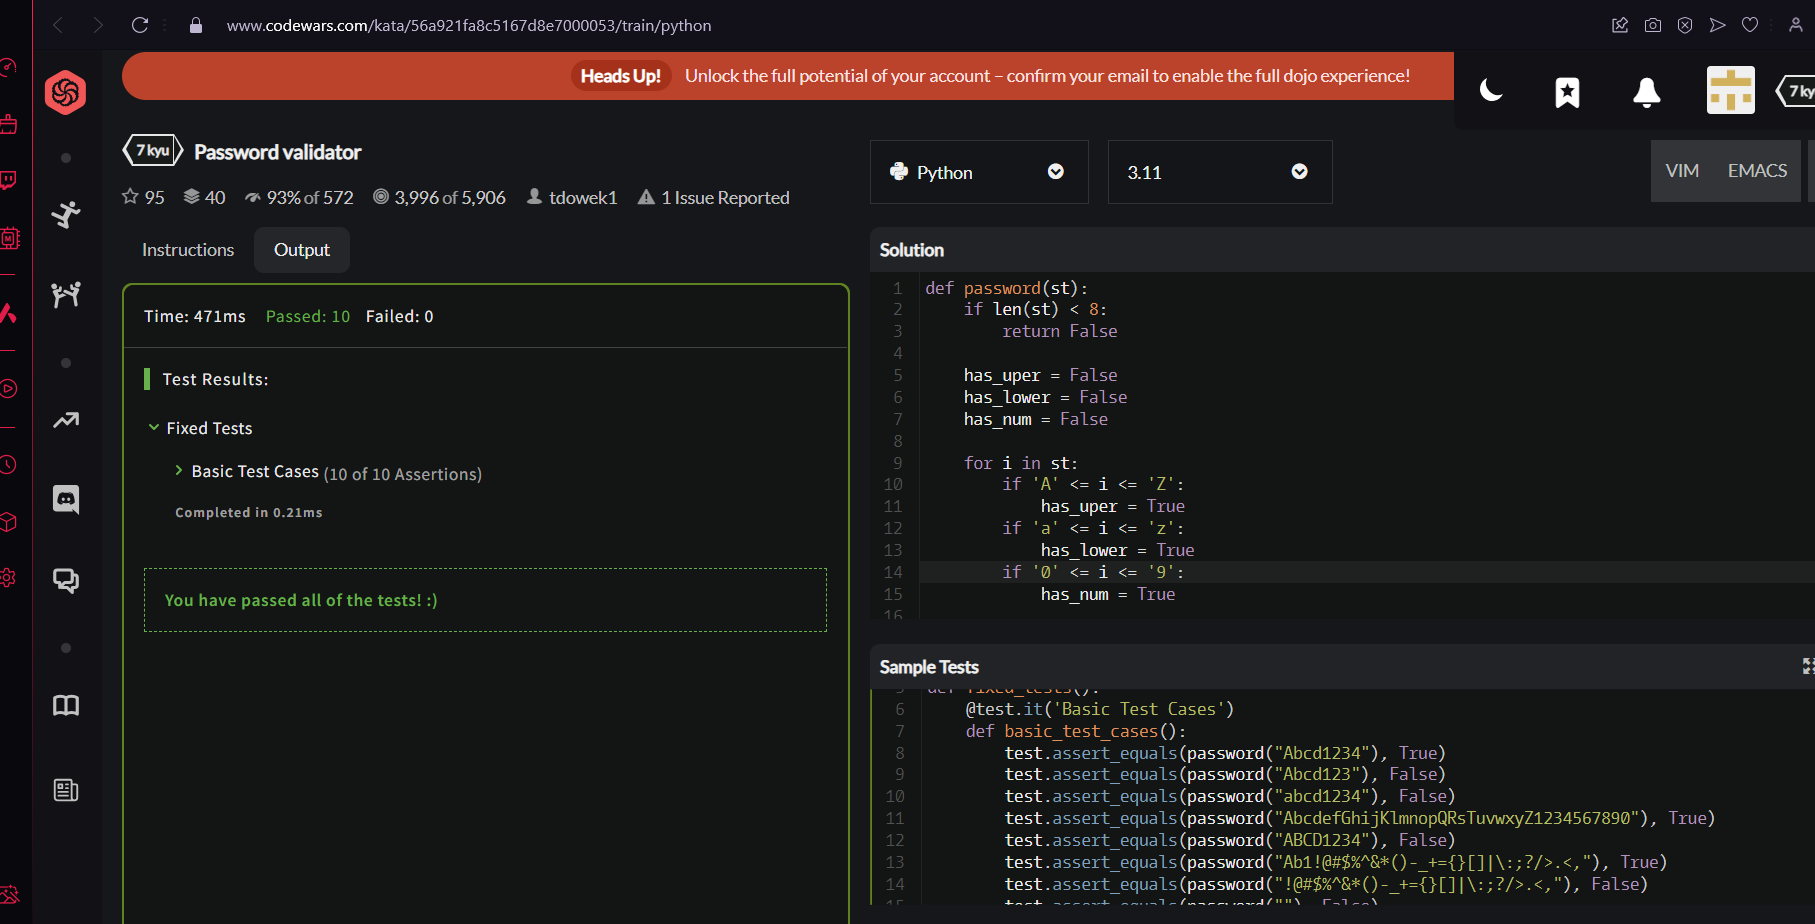 www.codewars.com/kata/56a921fa8c5167d8e7000053/train/python
Heads Up! Unlock the full potential of your account – confirm your email to enable the full dojo experience!
7 ky
7 kyu Password validator
95 40 93% of 572 3,996 of 5,906 tdowek1 1 Issue Reported
Python 3.11 VIM EMACS
Instructions Output
Time: 471ms Passed: 10 Failed: 0
Test Results:
Fixed Tests
Basic Test Cases (10 of 10 Assertions)
Completed in 0.21ms
You have passed all of the tests! :)
Solution
1 def password(st):
2     if len(st) < 8:
3         return False
4
5     has_uper = False
6     has_lower = False
7     has_num = False
8
9     for i in st:
10         if 'A' <= i <= 'Z':
11             has_uper = True
12         if 'a' <= i <= 'z':
13             has_lower = True
14         if '0' <= i <= '9':
15             has_num = True
16
Sample Tests
5 def fixed_tests():
6     @test.it('Basic Test Cases')
7     def basic_test_cases():
8         test.assert_equals(password("Abcd1234"), True)
9         test.assert_equals(password("Abcd123"), False)
10         test.assert_equals(password("abcd1234"), False)
11         test.assert_equals(password("AbcdefGhijKlmnopQRsTuvwxyZ1234567890"), True)
12         test.assert_equals(password("ABCD1234"), False)
13         test.assert_equals(password("Ab1!@#$%^&*()-_+={}[]|\:;?/>.<,"), True)
14         test.assert_equals(password("!@#$%^&*()-_+={}[]|\:;?/>.<,"), False)
15         test.assert_equals(password(""), False)